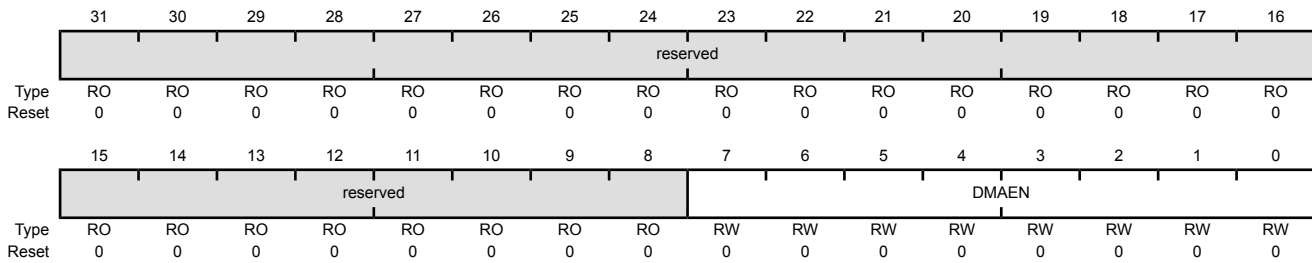 31 30 29 28 27 26 25 24 23 22 21 20 19 18 17 16
reserved
Type RO RO RO RO RO RO RO RO RO RO RO RO RO RO RO RO
Reset 0 0 0 0 0 0 0 0 0 0 0 0 0 0 0 0
15 14 13 12 11 10 9 8 7 6 5 4 3 2 1 0
reserved DMAEN
Type RO RO RO RO RO RO RO RO RW RW RW RW RW RW RW RW
Reset 0 0 0 0 0 0 0 0 0 0 0 0 0 0 0 0